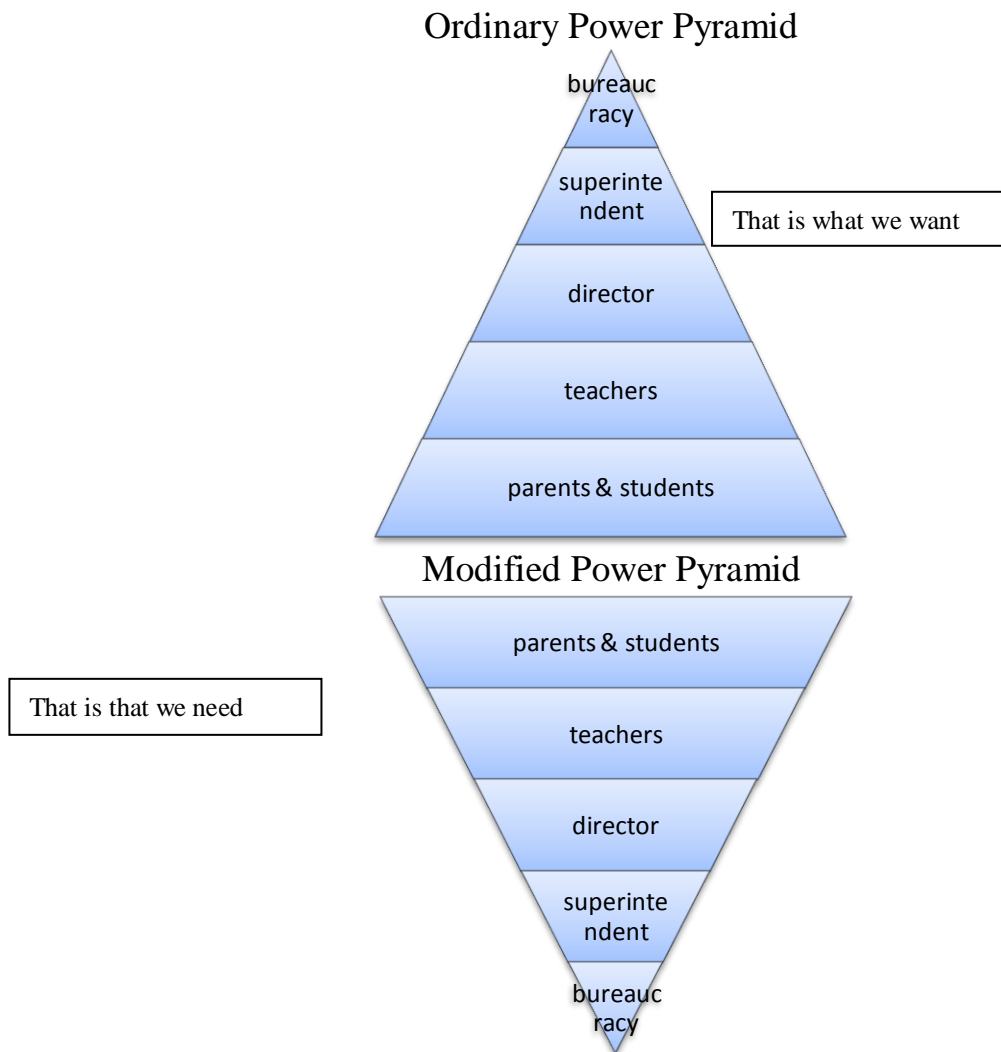 Ordinary Power Pyramid
bureauc
racy
superinte
ndent
That is what we want
director
teachers
parents & students
Modified Power Pyramid
parents & students
That is that we need
teachers
director
superinte
ndent
bureauc
racy